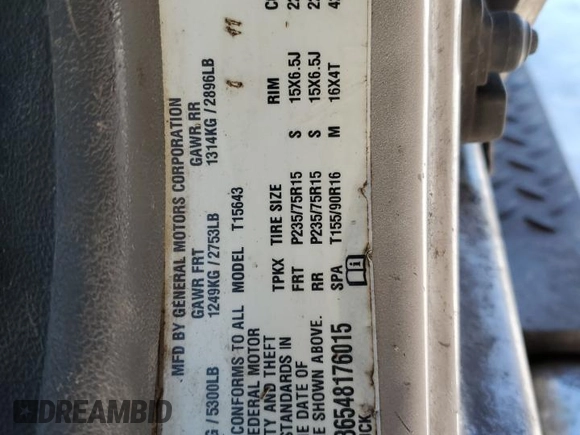 MFD BY GENERAL MOTORS CORPORATION
GAWR FRT GAWR RR
/ 5300LB 1249KG / 2753LB 1314KG / 2896LB
CONFORMS TO ALL MODEL T15643
FEDERAL MOTOR
TY AND THEFT
STANDARDS IN
E DATE OF
E SHOWN ABOVE.
TPKX TIRE SIZE RIM
FRT P235/75R15 S 15X6.5J
RR P235/75R15 S 15X6.5J
SPA T155/90R16 M 16X4T
36548176015
DREAMBID